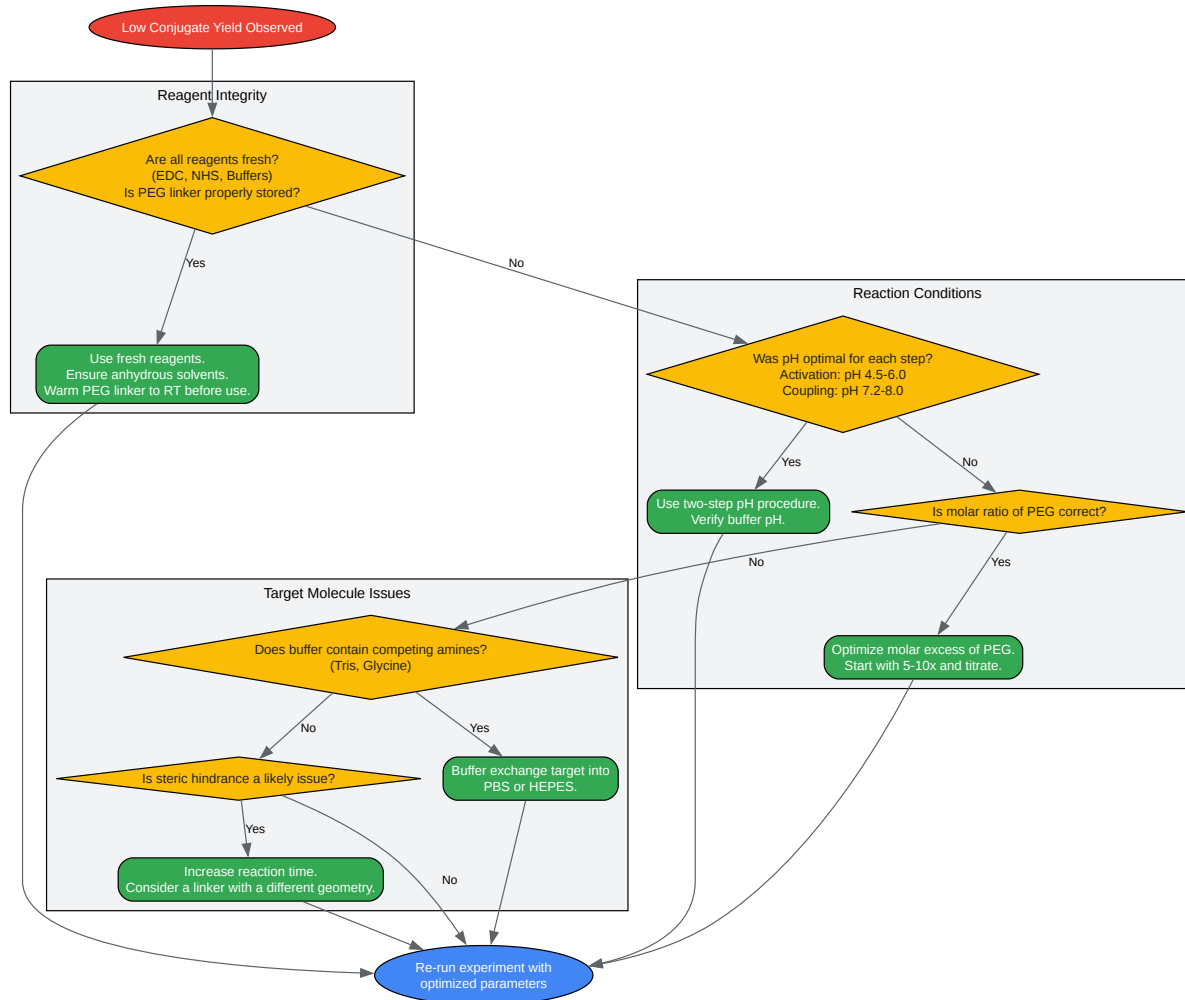 Low Conjugate Yield Observed
Reagent Integrity
Are all reagents fresh?
(EDC, NHS, Buffers)
Is PEG linker properly stored?
Yes
No
Use fresh reagents.
Ensure anhydrous solvents.
Warm PEG linker to RT before use.
Reaction Conditions
Was pH optimal for each step?
Activation: pH 4.5-6.0
Coupling: pH 7.2-8.0
Yes
No
Use two-step pH procedure.
Verify buffer pH.
Is molar ratio of PEG correct?
No
Yes
Optimize molar excess of PEG.
Start with 5-10x and titrate.
Target Molecule Issues
Does buffer contain competing amines?
(Tris, Glycine)
No
Yes
Is steric hindrance a likely issue?
Buffer exchange target into
PBS or HEPES.
Yes
No
Increase reaction time.
Consider a linker with a different geometry.
Re-run experiment with
optimized parameters